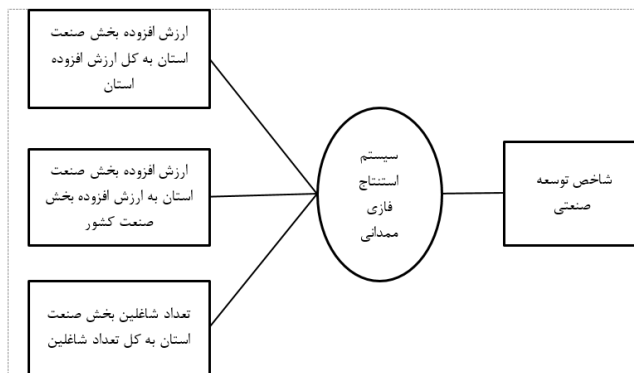 ارزش افزوده بخش صنعت
استان به کل ارزش افزوده
استان
ارزش افزوده بخش صنعت
استان به ارزش افزوده بخش
صنعت کشور
تعداد شاغلین بخش صنعت
استان به کل تعداد شاغلین
سیستم
استنتاج
فازی
ممدانی
شاخص توسعه
صنعتی